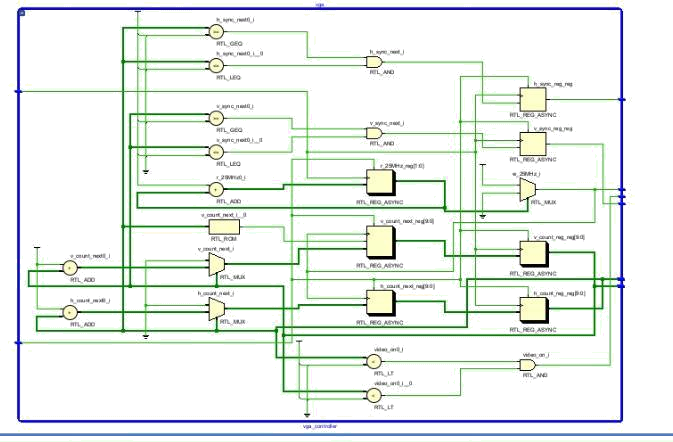 vga
h_sync_next0_i
RTL_GEQ
h_sync_next0_i__0
RTL_LEQ
h_sync_next_i
RTL_AND
h_sync_reg_reg
RTL_REG_ASYNC
v_sync_next0_i
RTL_GEQ
v_sync_next_i
RTL_AND
v_sync_reg_reg
RTL_REG_ASYNC
v_sync_next0_i__0
RTL_LEQ
r_25MHz0_i
RTL_ADD
r_25MHz_reg[1:0]
RTL_REG_ASYNC
w_25MHz_i
RTL_MUX
v_count_next_i__0
RTL_ROM
v_count_next_reg[9:0]
RTL_REG_ASYNC
v_count_reg_reg[9:0]
RTL_REG_ASYNC
v_count_next0_i
RTL_ADD
v_count_next_i
RTL_MUX
h_count_next0_i
RTL_ADD
h_count_next_i
RTL_MUX
h_count_next_reg[9:0]
RTL_REG_ASYNC
h_count_reg_reg[9:0]
RTL_REG_ASYNC
video_on0_i
RTL_LT
video_on_i
RTL_AND
video_on0_i__0
RTL_LT
vga_controller